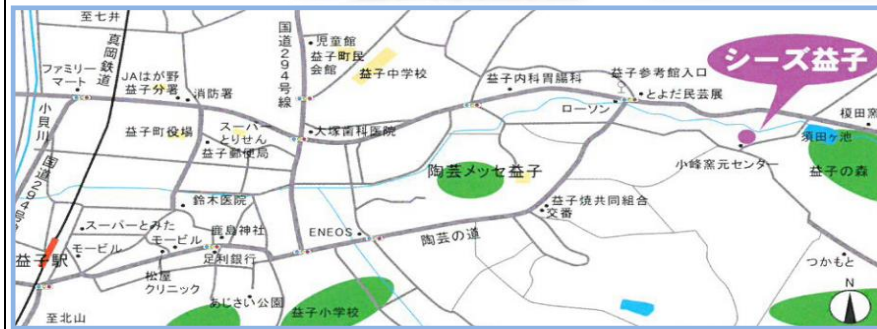 至七井
真岡鉄道
国道294号線
児童館
益子町民
会館
益子中学校
ファミリー
マート
JAはが野
益子分署
消防署
小貝川
国道294号
益子町役場
スーパー
とりせん
益子郵便局
大塚歯科医院
益子内科胃腸科
益子参考館入口
とよだ民芸展
ローソン
シーズ益子
榎田窯
須田ヶ池
小峰窯元センター
益子の森
陶芸メッセ益子
益子焼共同組合
交番
鈴木医院
スーパーとみた
モービル
モービル
鹿島神社
足利銀行
ENEOS
陶芸の道
益子駅
松屋
クリニック
あじさい公園
益子小学校
つかもと
至北山
N